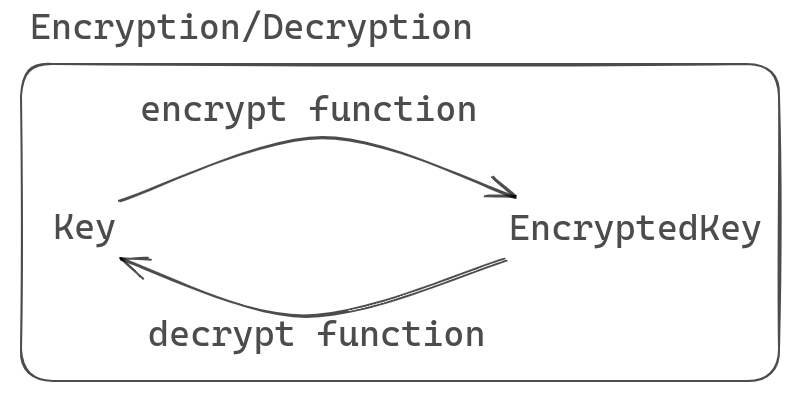 Encryption/Decryption
encrypt function
Key
EncryptedKey
decrypt function